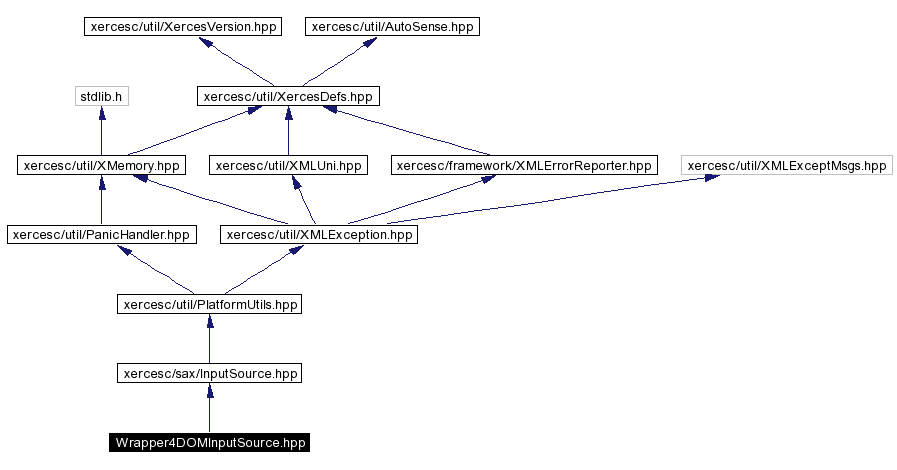 xercesc/util/XercesVersion.hpp
xercesc/util/AutoSense.hpp
stdlib.h
xercesc/util/XercesDefs.hpp
xercesc/util/XMemory.hpp
xercesc/util/XMLUni.hpp
xercesc/framework/XMLErrorReporter.hpp
xercesc/util/XMLExceptMsgs.hpp
xercesc/util/PanicHandler.hpp
xercesc/util/XMLException.hpp
xercesc/util/PlatformUtils.hpp
xercesc/sax/InputSource.hpp
Wrapper4DOMInputSource.hpp